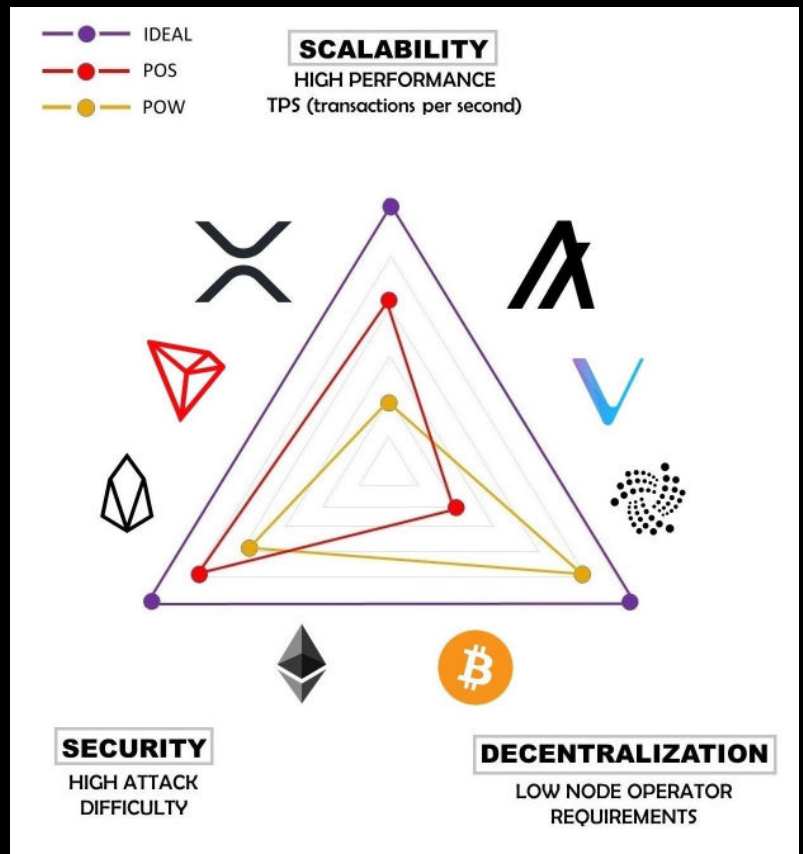 IDEAL
POS
POW
SCALABILITY
HIGH PERFORMANCE
TPS (transactions per second)
SECURITY
HIGH ATTACK
DIFFICULTY
DECENTRALIZATION
LOW NODE OPERATOR
REQUIREMENTS